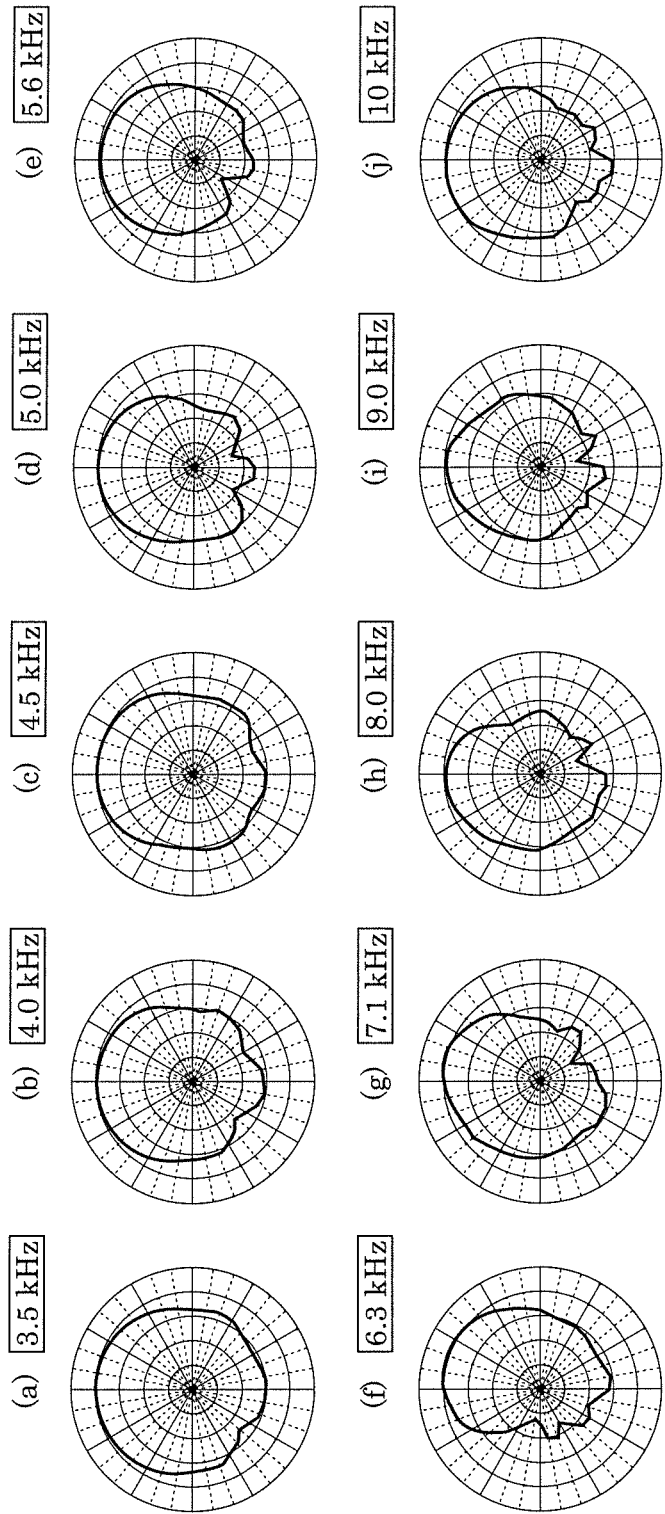 (a) 3.5 kHz
(b) 4.0 kHz
(c) 4.5 kHz
(d) 5.0 kHz
(e) 5.6 kHz
(f) 6.3 kHz
(g) 7.1 kHz
(h) 8.0 kHz
(i) 9.0 kHz
(j) 10 kHz